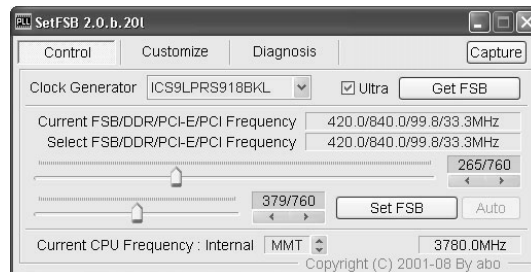 PLL SetFSB 2.0.b.20l
Control Customize Diagnosis Capture
Clock Generator ICS9LPRS918BKL Ultra Get FSB
Current FSB/DDR/PCI-E/PCI Frequency 420.0/840.0/99.8/33.3MHz
Select FSB/DDR/PCI-E/PCI Frequency 420.0/840.0/99.8/33.3MHz
265/760
379/760 Set FSB Auto
Current CPU Frequency : Internal MMT 3780.0MHz
Copyright (C) 2001-08 By abo